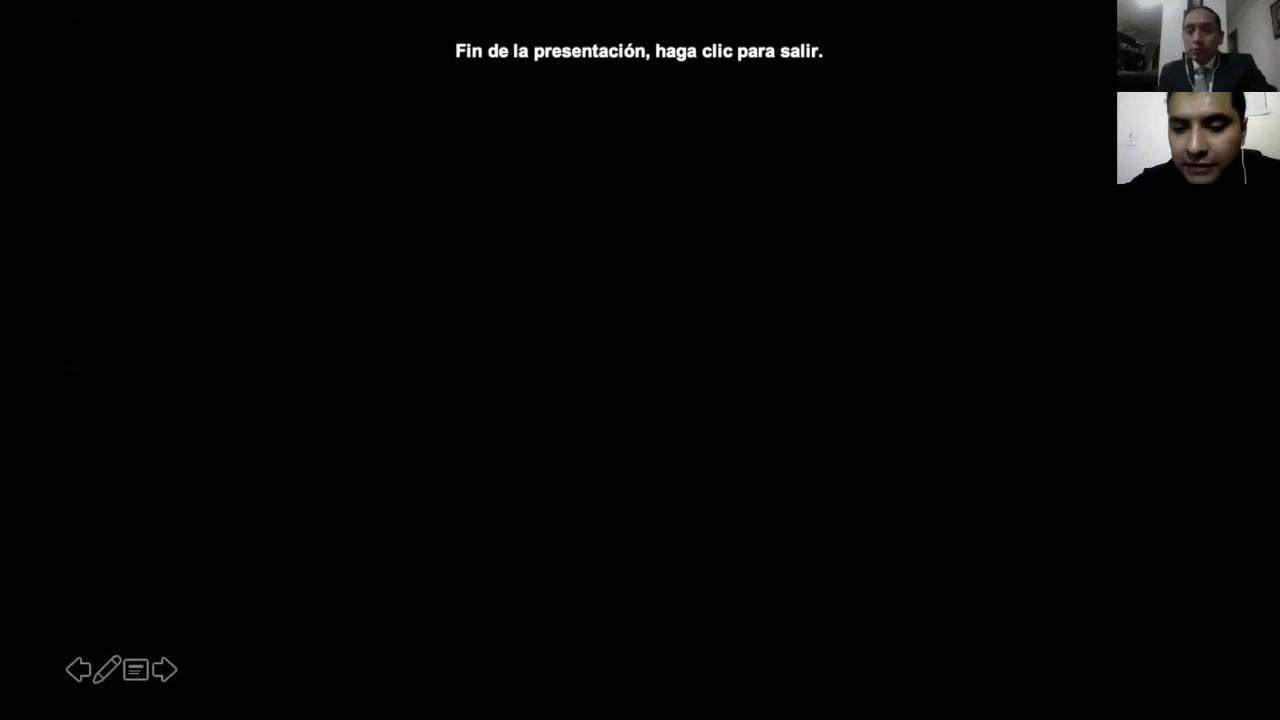 Fin de la presentación, haga clic para salir.